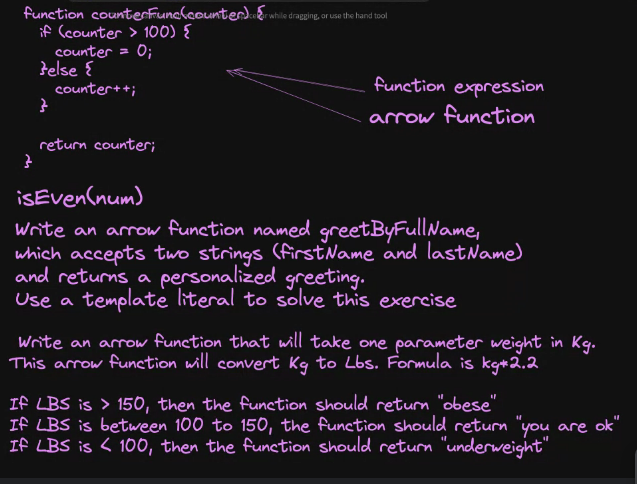 function counterFunc(counter) {
while dragging, or use the hand tool
if (counter > 100) {
counter = 0;
}else {
counter++;
}
return counter;
}
function expression
arrow function
isEven(num)
Write an arrow function named greetByFullName,
which accepts two strings (firstName and lastName)
and returns a personalized greeting.
Use a template literal to solve this exercise
Write an arrow function that will take one parameter weight in Kg.
This arrow function will convert Kg to Lbs. Formula is kg*2.2
If LBS is > 150, then the function should return "obese"
If LBS is between 100 to 150, the function should return "you are ok"
If LBS is < 100, then the function should return "underweight"